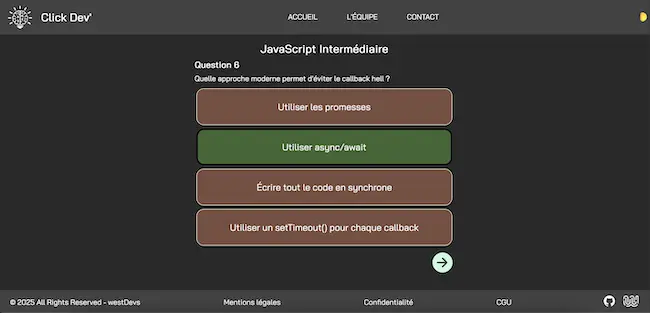 Click Dev'
ACCUEIL
L'ÉQUIPE
CONTACT
JavaScript Intermédiaire
Question 6
Quelle approche moderne permet d'éviter le callback hell ?
Utiliser les promesses
Utiliser async/await
Écrire tout le code en synchrone
Utiliser un setTimeout() pour chaque callback
© 2025 All Rights Reserved - westDevs
Mentions légales
Confidentialité
CGU